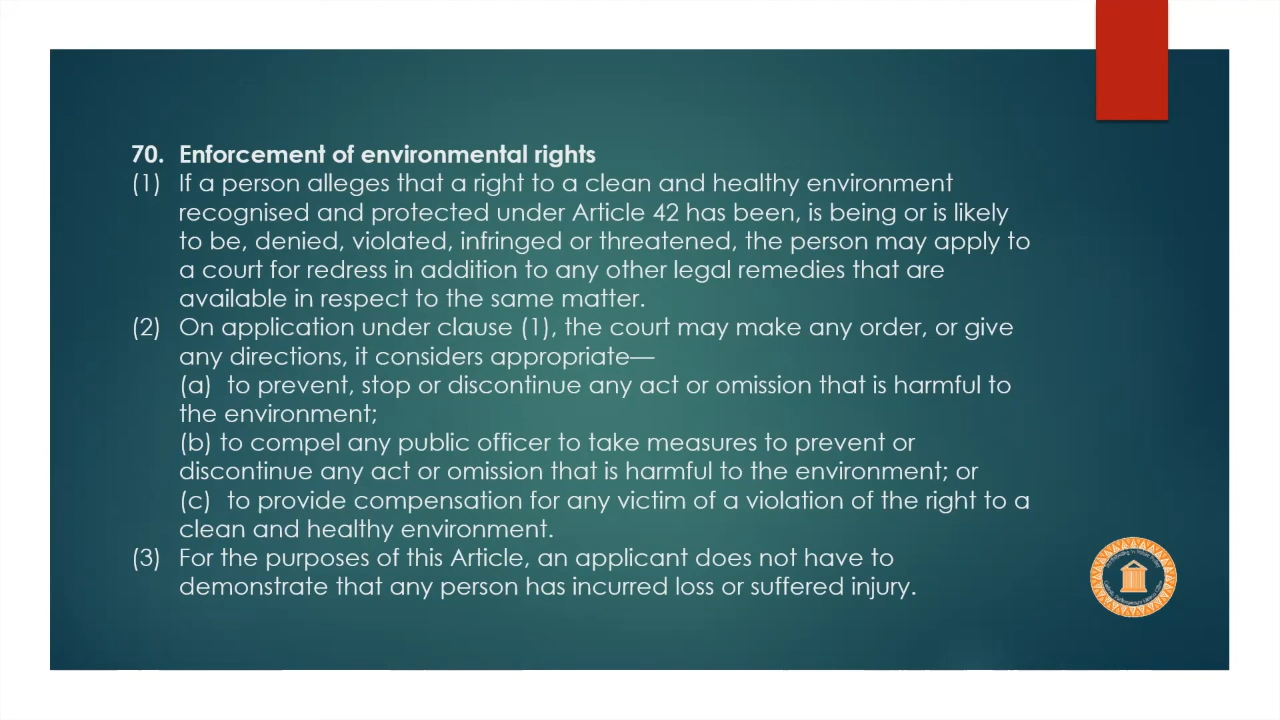 70. Enforcement of environmental rights
(1) If a person alleges that a right to a clean and healthy environment
recognised and protected under Article 42 has been, is being or is likely
to be, denied, violated, infringed or threatened, the person may apply to
a court for redress in addition to any other legal remedies that are
available in respect to the same matter.
(2) On application under clause (1), the court may make any order, or give
any directions, it considers appropriate—
(a) to prevent, stop or discontinue any act or omission that is harmful to
the environment;
(b) to compel any public officer to take measures to prevent or
discontinue any act or omission that is harmful to the environment; or
(c) to provide compensation for any victim of a violation of the right to a
clean and healthy environment.
(3) For the purposes of this Article, an applicant does not have to
demonstrate that any person has incurred loss or suffered injury.